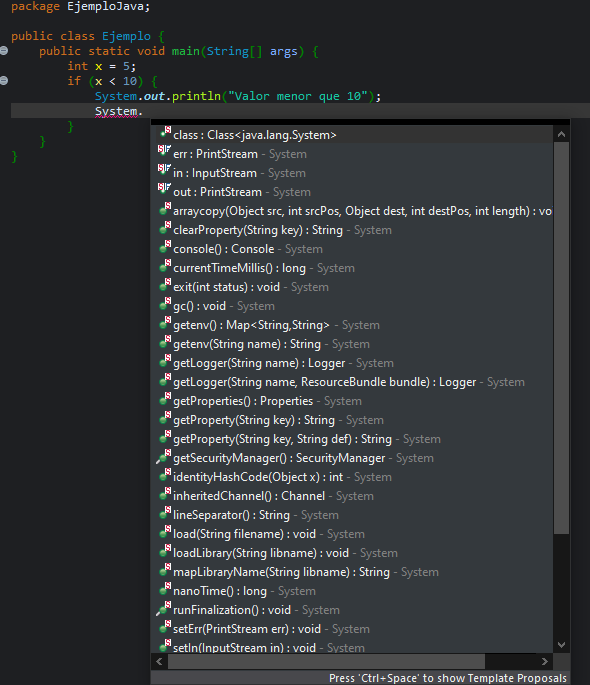 package EjemploJava;
public class Ejemplo {
public static void main(String[] args) {
int x = 5;
if (x < 10) {
System.out.println("Valor menor que 10");
System.
}
}
}
class : Class<java.lang.System>
err : PrintStream - System
in : InputStream - System
out : PrintStream - System
arraycopy(Object src, int srcPos, Object dest, int destPos, int length) : vo
clearProperty(String key) : String - System
console() : Console - System
currentTimeMillis() : long - System
exit(int status) : void - System
gc() : void - System
getenv() : Map<String,String> - System
getenv(String name) : String - System
getLogger(String name) : Logger - System
getLogger(String name, ResourceBundle bundle) : Logger - System
getProperties() : Properties - System
getProperty(String key) : String - System
getProperty(String key, String def) : String - System
getSecurityManager() : SecurityManager - System
identityHashCode(Object x) : int - System
inheritedChannel() : Channel - System
lineSeparator() : String - System
load(String filename) : void - System
loadLibrary(String libname) : void - System
mapLibraryName(String libname) : String - System
nanoTime() : long - System
runFinalization() : void - System
setErr(PrintStream err) : void - System
setIn(InputStream in) : void - System
Press 'Ctrl+Space' to show Template Proposals